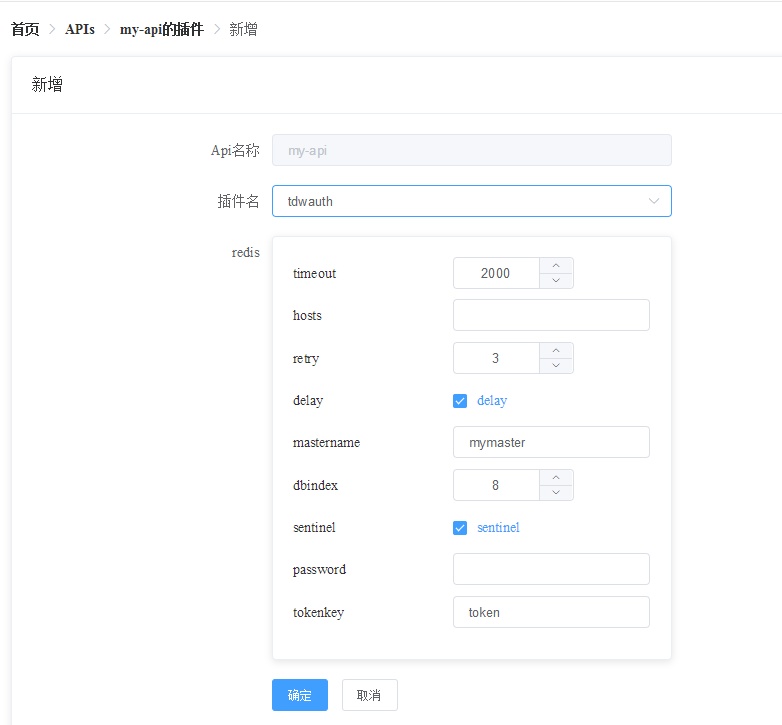 首页 > APIs > my-api的插件 > 新增
新增
Api名称 my-api
插件名 tdwauth
redis
timeout 2000
hosts
retry 3
delay delay
mastername mymaster
dbindex 8
sentinel sentinel
password
tokenkey token
确定 取消